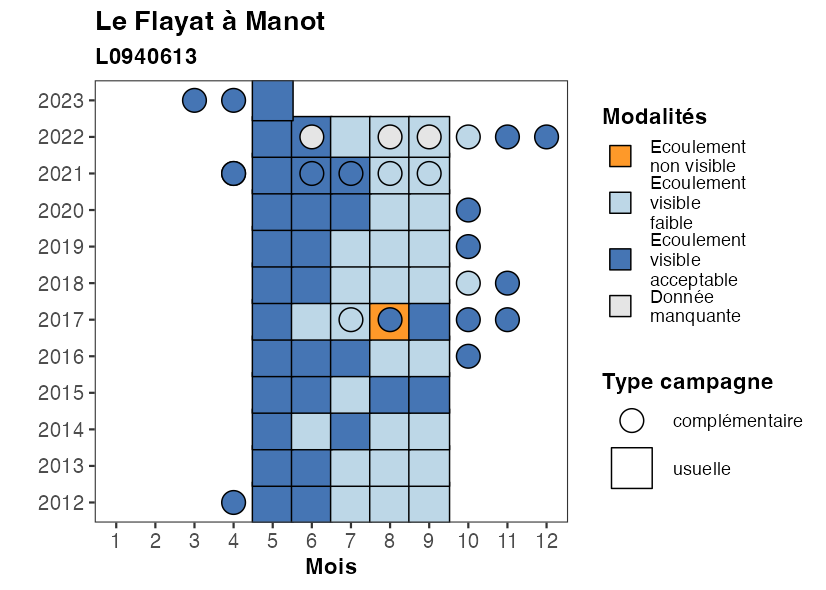 Le Flayat à Manot
L0940613
2023
2022
2021
2020
2019
2018
2017
2016
2015
2014
2013
2012
1 2 3 4 5 6 7 8 9 10 11 12
Mois
Modalités
Ecoulement
non visible
Ecoulement
visible
faible
Ecoulement
visible
acceptable
Donnée
manquante
Type campagne
complémentaire
usuelle